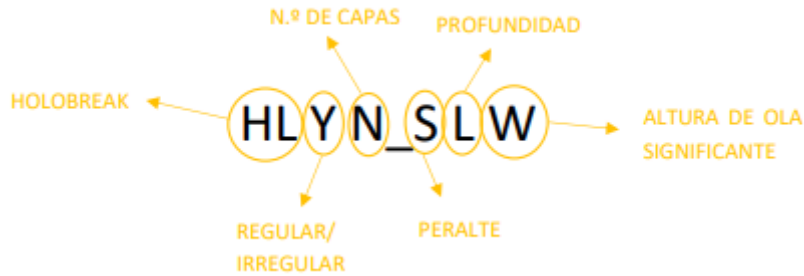 N.º DE CAPAS
PROFUNDIDAD
HOLOBREAK
HLYN_SLW
ALTURA DE OLA
SIGNIFICANTE
REGULAR/
IRREGULAR
PERALTE